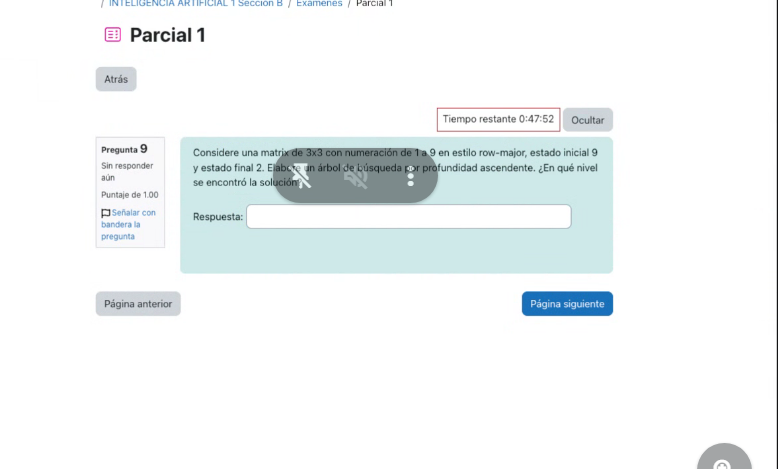 / INTELIGENCIA ARTIFICIAL 1 Sección B / Exámenes / Parcial 1
Parcial 1
Atrás
Tiempo restante 0:47:52
Ocultar
Pregunta 9
Sin responder
aún
Puntaje de 1.00
Señalar con
bandera la
pregunta
Considere una matriz de 3x3 con numeración de 1 a 9 en estilo row-major, estado inicial 9
y estado final 2. Elabore un árbol de búsqueda por profundidad ascendente. ¿En qué nivel
se encontró la solución
Respuesta:
Página anterior
Página siguiente